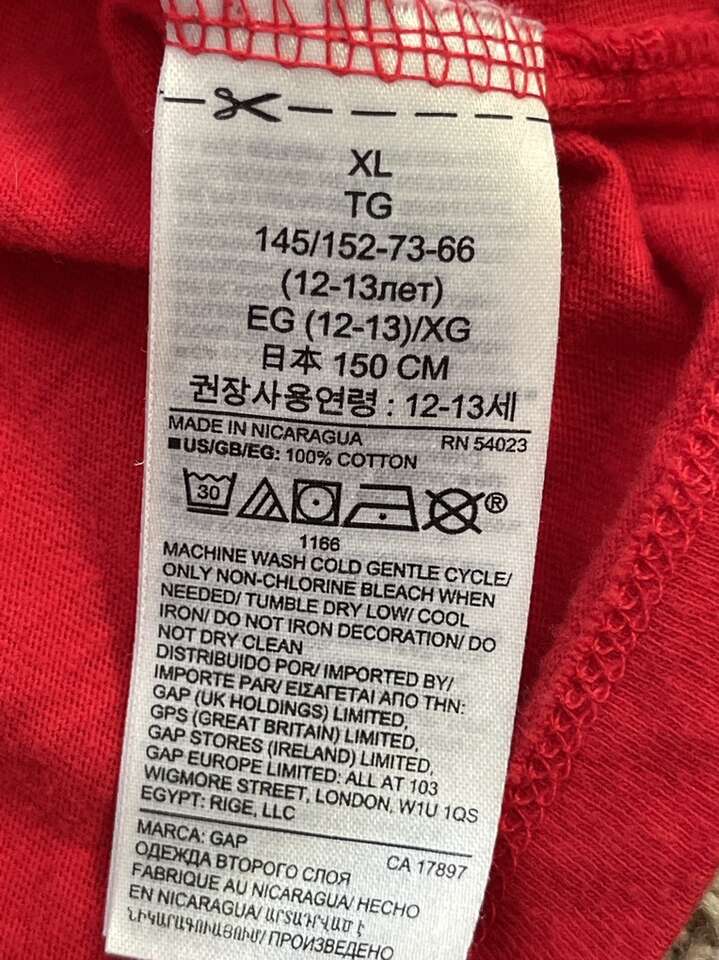 XL
TG
145/152-73-66
(12-13лет)
EG (12-13)/XG
日本 150 CM
권장사용연령 : 12-13세
MADE IN NICARAGUA RN 54023
■US/GB/EG: 100% COTTON
30 ®
1166
MACHINE WASH COLD GENTLE CYCLE/
ONLY NON-CHLORINE BLEACH WHEN
NEEDED/ TUMBLE DRY LOW/ COOL
IRON/ DO NOT IRON DECORATION/ DO
NOT DRY CLEAN
DISTRIBUIDO POR/ IMPORTED BY/
IMPORTE PAR/ ΕΙΣΑΓΕΤΑΙ ΑΠΟ ΤΗΝ:
GAP (UK HOLDINGS) LIMITED,
GPS (GREAT BRITAIN) LIMITED,
GAP STORES (IRELAND) LIMITED,
GAP EUROPE LIMITED: ALL AT 103
WIGMORE STREET, LONDON, W1U 1QS
EGYPT: RIGE, LLC
MARCA: GAP CA 17897
ОДЕЖДА ВТОРОГО СЛОЯ
FABRIQUE AU NICARAGUA/ HECHO
EN NICARAGUA/ ԱՐՏԱԴՐՎԱԾ Է
ՆԻԿԱՐԱԳՈՒԱՅՈՒՄ/ ПРОИЗВЕДЕНО